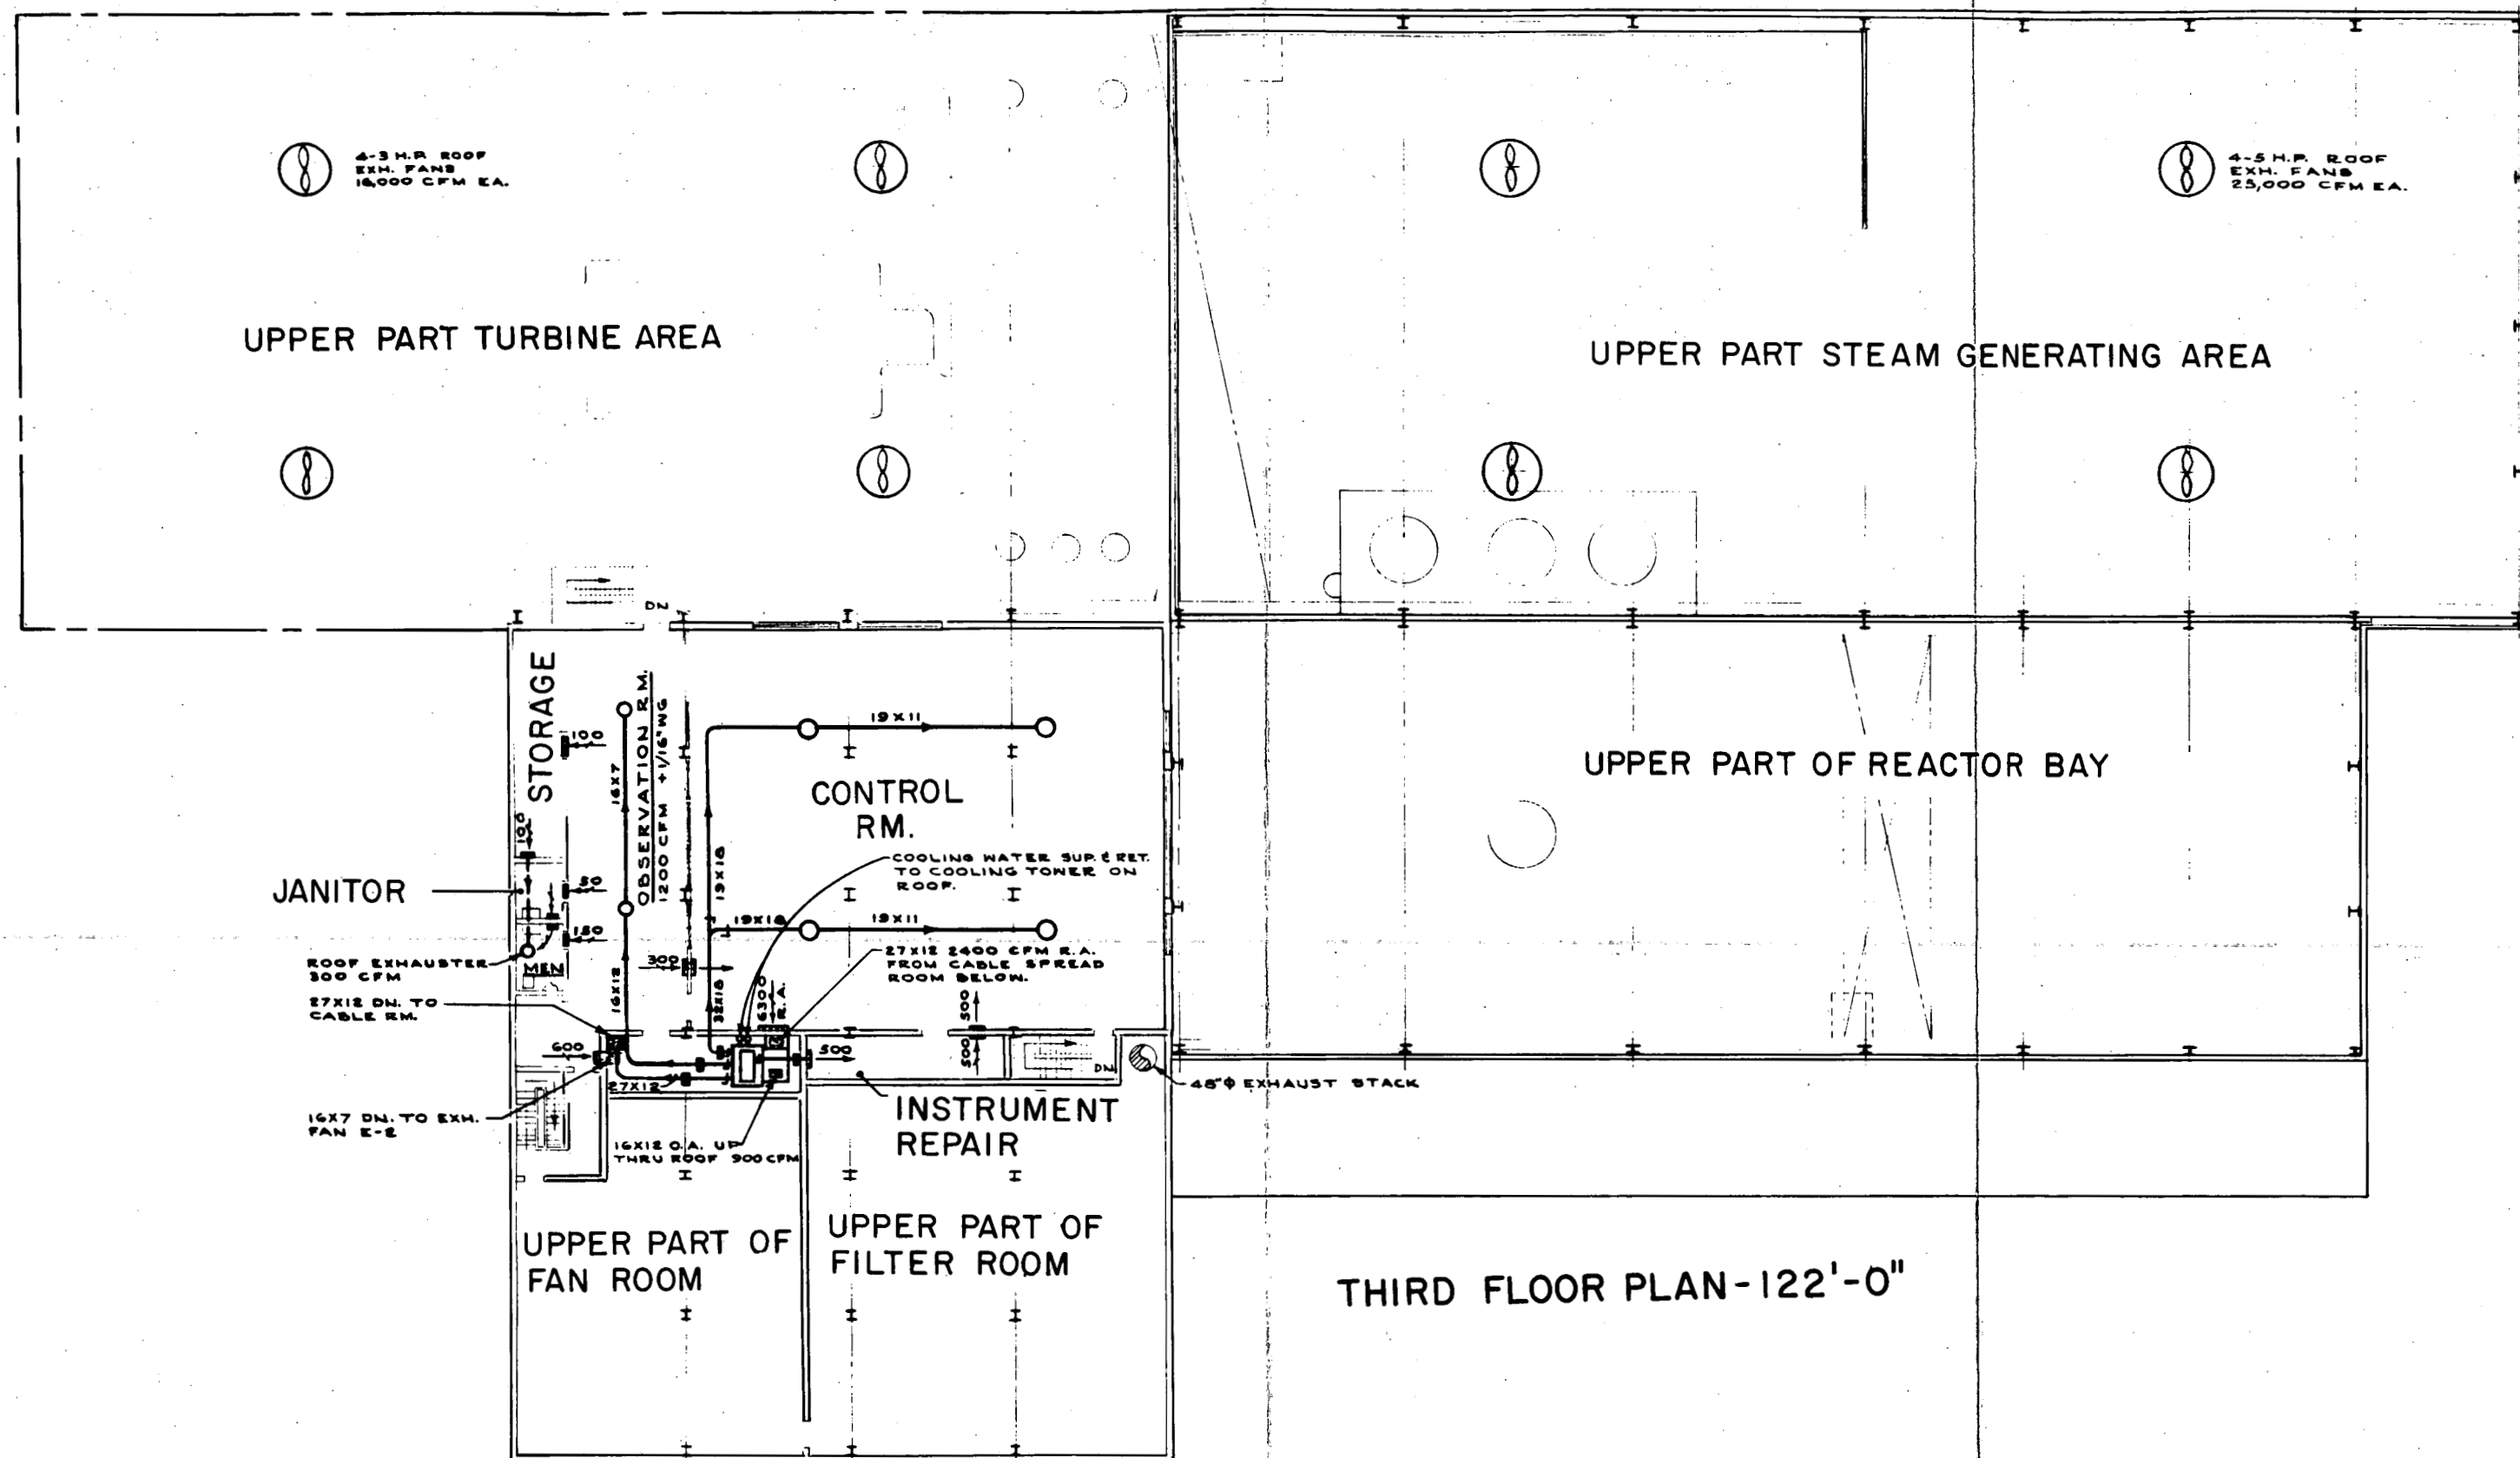 4-3 H.P. ROOF
EXH. FANS
16,000 CFM EA.
4-5 H.P. ROOF
EXH. FANS
25,000 CFM EA.
UPPER PART TURBINE AREA
UPPER PART STEAM GENERATING AREA
DN
STORAGE
100
16X7
OBSERVATION RM.
1200 CFM +1/16" WG
19X11
CONTROL
RM.
UPPER PART OF REACTOR BAY
100
19X18
COOLING WATER SUP. & RET.
TO COOLING TOWER ON
ROOF.
JANITOR
50
150
19X18
19X11
ROOF EXHAUSTER
300 CFM
MEN
300
27X12 2400 CFM R.A.
FROM CABLE SPREAD
ROOM BELOW.
27X12 DN. TO
CABLE RM.
16X12
32X18
6300
R.A.
500
600
500
500
DN
27X12
48"Φ EXHAUST STACK
16X7 DN. TO EXH.
FAN E-2
INSTRUMENT
REPAIR
16X12 O.A. UP
THRU ROOF 900 CFM
UPPER PART OF
FAN ROOM
UPPER PART OF
FILTER ROOM
THIRD FLOOR PLAN-122'-0"